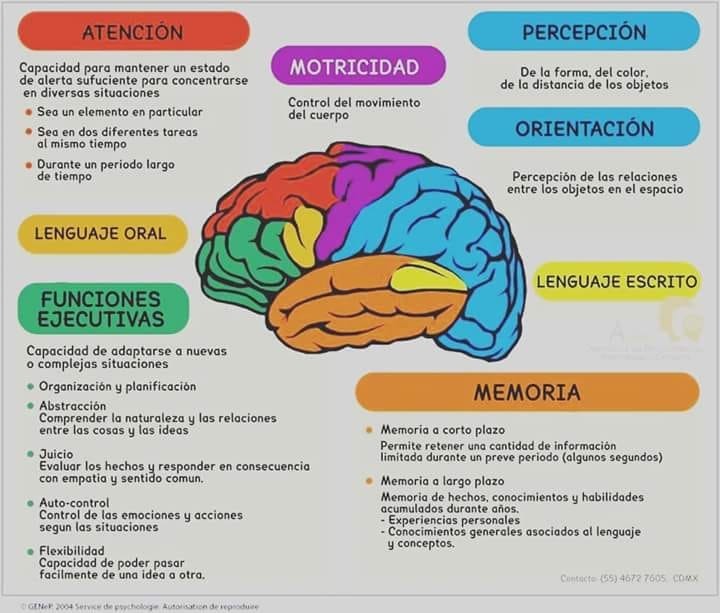 ATENCIÓN
Capacidad para mantener un estado
de alerta sufuciente para concentrarse
en diversas situaciones
Sea un elemento en particular
Sea en dos diferentes tareas
al mismo tiempo
Durante un periodo largo
de tiempo
MOTRICIDAD
Control del movimiento
del cuerpo
PERCEPCIÓN
De la forma, del color,
de la distancia de los objetos
ORIENTACIÓN
Percepción de las relaciones
entre los objetos en el espacio
LENGUAJE ORAL
LENGUAJE ESCRITO
FUNCIONES
EJECUTIVAS
Capacidad de adaptarse a nuevas
o complejas situaciones
Organización y planificación
Abstracción
Comprender la naturaleza y las relaciones
entre las cosas y las ideas
Juicio
Evaluar los hechos y responder en consecuencia
con empatia y sentido comun.
Auto-control
Control de las emociones y acciones
segun las situaciones
Flexibilidad
Capacidad de poder pasar
facilmente de una idea a otra.
MEMORIA
Memoria a corto plazo
Permite retener una cantidad de información
limitada durante un preve periodo (algunos segundos)
Memoria a largo plazo
Memoria de hechos, conocimientos y habilidades
acumulados durante años.
- Experiencias personales
- Conocimientos generales asociados al lenguaje
y conceptos.
Contacto: (55) 4672 7605, CDMX
© GENeP. 2004 Service de psychologie. Autorisation de reproduire